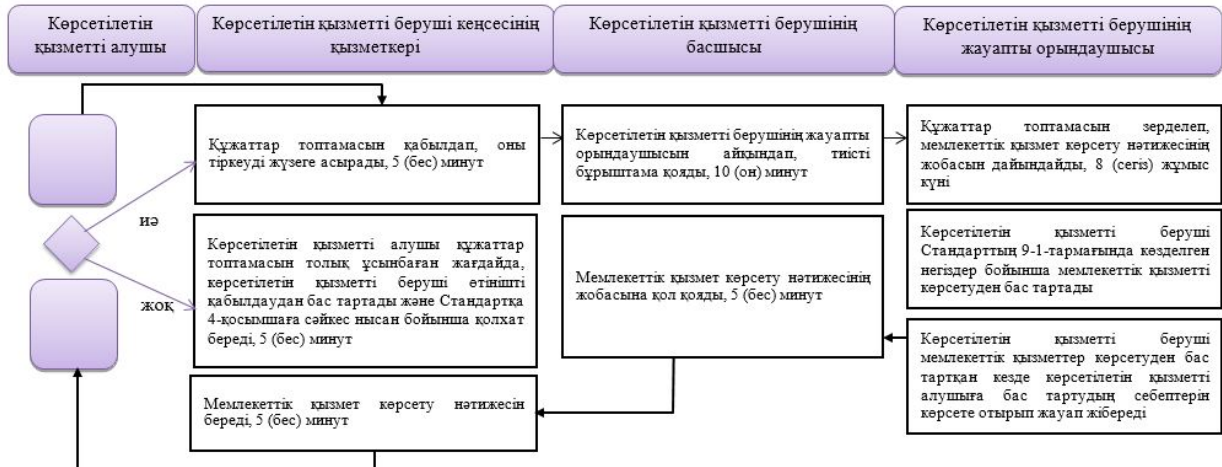 Көрсетілетін
қызметті алушы
Көрсетілетін қызметті беруші кеңсесінің
қызметкері
Көрсетілетін қызметті берушінің
басшысы
Көрсетілетін қызметті берушінің
жауапты орындаушысы
Құжаттар топтамасын қабылдап, оны
тіркеуді жүзеге асырады, 5 (бес) минут
Көрсетілетін қызметті берушінің жауапты
орындаушысын айқындап, тиісті
бұрыштама қояды, 10 (он) минут
Құжаттар топтамасын зерделеп,
мемлекеттік қызмет көрсету нәтижесінің
жобасын дайындайды, 8 (сегіз) жұмыс
күні
иә
жоқ
Көрсетілетін қызметті алушы құжаттар
топтамасын толық ұсынбаған жағдайда,
көрсетілетін қызметті беруші өтінішті
қабылдаудан бас тартады және Стандартқа
4-қосымшаға сәйкес нысан бойынша қолхат
береді, 5 (бес) минут
Мемлекеттік қызмет көрсету нәтижесінің
жобасына қол қояды, 5 (бес) минут
Көрсетілетін қызметті беруші
Стандарттың 9-1-тармағында көзделген
негіздер бойынша мемлекеттік қызметті
көрсетуден бас тартады
Көрсетілетін қызметті беруші
мемлекеттік қызметтер көрсетуден бас
тартқан кезде көрсетілетін қызметті
алушыға бас тартудың себептерін
көрсете отырып жауап жібереді
Мемлекеттік қызмет көрсету нәтижесін
береді, 5 (бес) минут